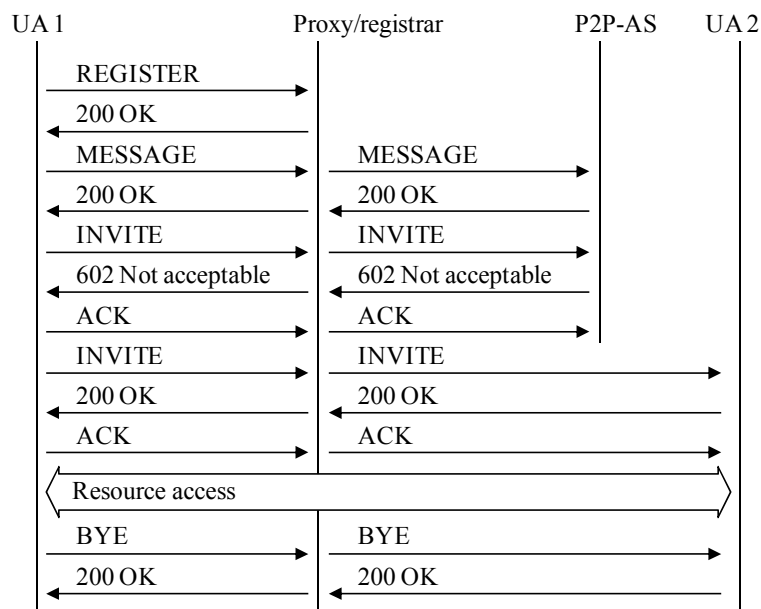 UA 1 Proxy/registrar P2P-AS UA 2
REGISTER
200 OK
MESSAGE MESSAGE
200 OK 200 OK
INVITE INVITE
602 Not acceptable 602 Not acceptable
ACK ACK
INVITE INVITE
200 OK 200 OK
ACK ACK
Resource access
BYE BYE
200 OK 200 OK